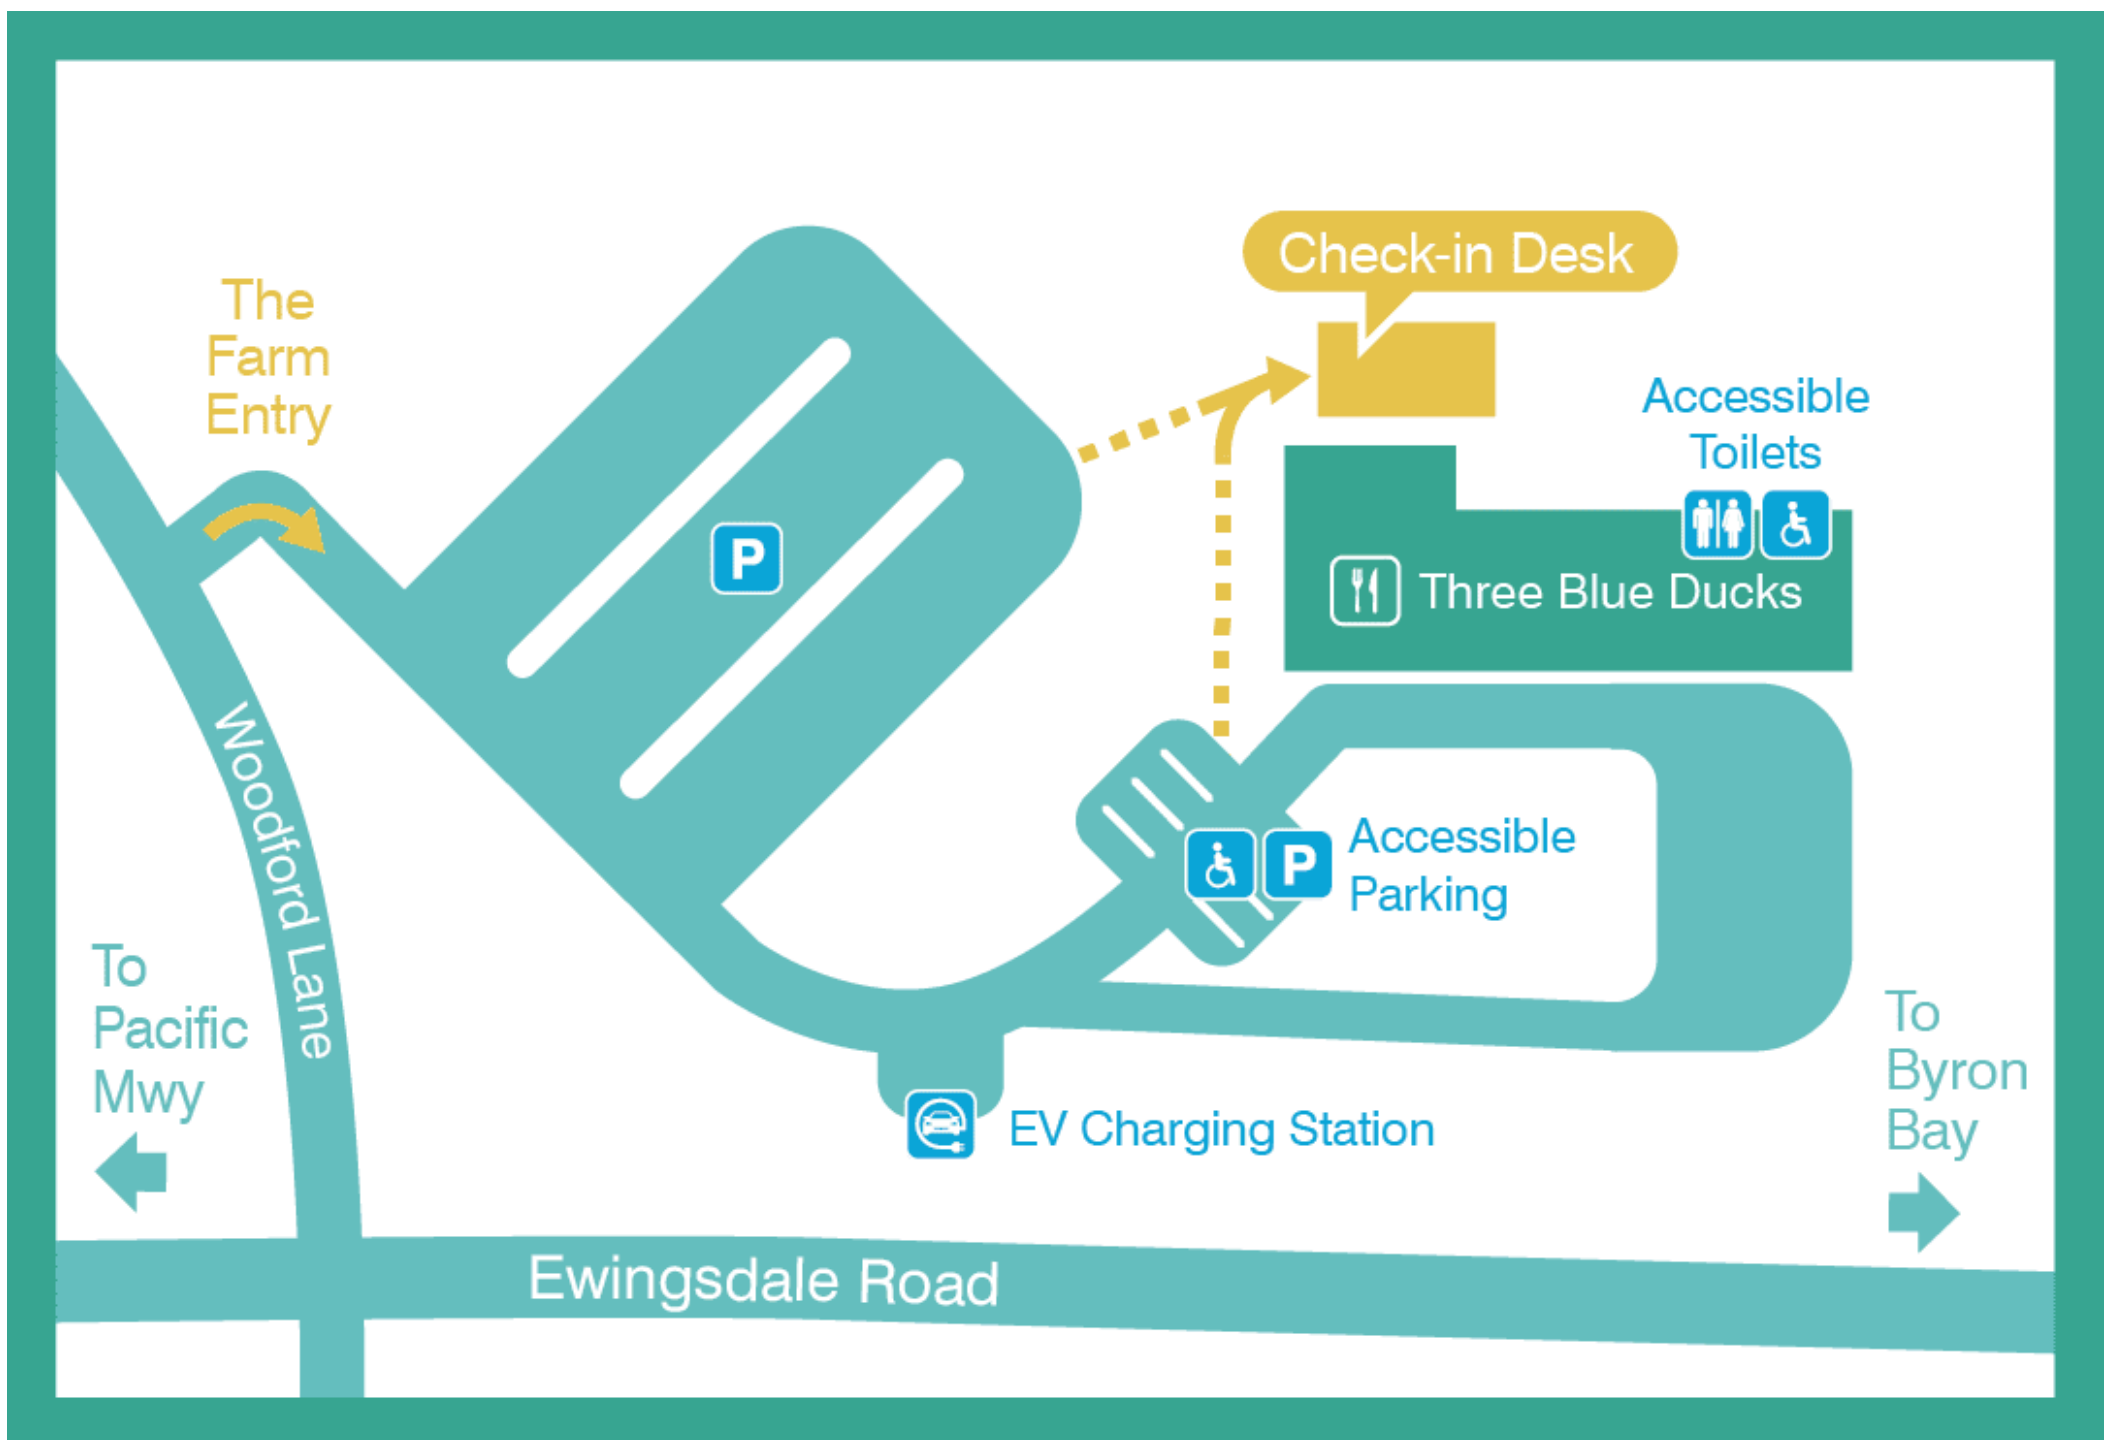 Check-in Desk
The
Farm
Entry
Accessible
Toilets
P
Three Blue Ducks
Woodford Lane
P
Accessible
Parking
To
Pacific
Mwy
To
Byron
Bay
EV Charging Station
Ewingsdale Road